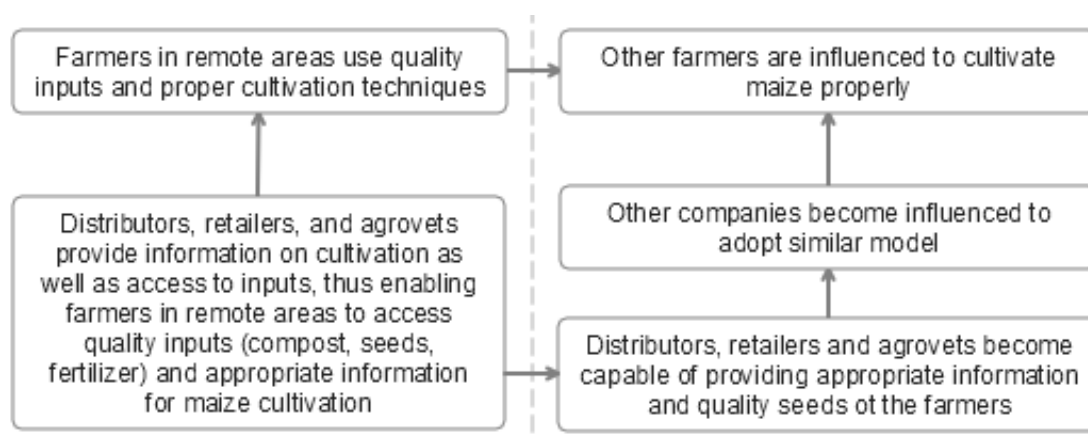 Farmers in remote areas use quality
inputs and proper cultivation techniques
Other farmers are influenced to cultivate
maize properly
Distributors, retailers, and agrovets
provide information on cultivation as
well as access to inputs, thus enabling
farmers in remote areas to access
quality inputs (compost, seeds,
fertilizer) and appropriate information
for maize cultivation
Other companies become influenced to
adopt similar model
Distributors, retailers and agrovets become
capable of providing appropriate information
and quality seeds ot the farmers